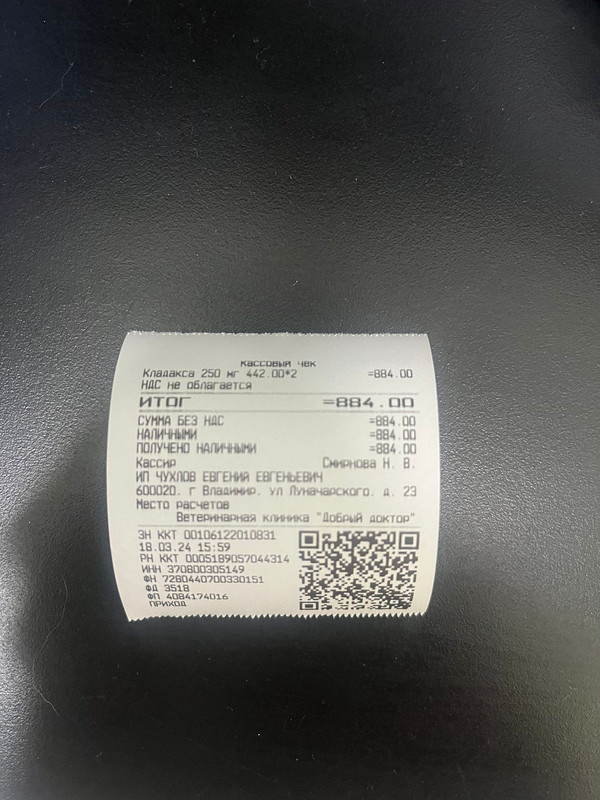 Кассовый чек
Кладакса 250 мг 442.00*2 =884.00
НДС не облагается
ИТОГ =884.00
СУММА БЕЗ НДС =884.00
НАЛИЧНЫМИ =884.00
ПОЛУЧЕНО НАЛИЧНЫМИ =884.00
Кассир Смирнова Н. В.
ИП ЧУХЛОВ ЕВГЕНИЯ ЕВГЕНЬЕВИЧ
600020. г Владимир. ул Луначарского. д. 23
Место расчетов
Ветеринарная клиника "Добрый доктор"
ЗН ККТ 00106122010831
18.03.24 15:59
РН ККТ 0005189057044314
ИНН 370800305149
ФН 7280440700330151
ФД 3518
ФП 4084174016
ПРИХОД